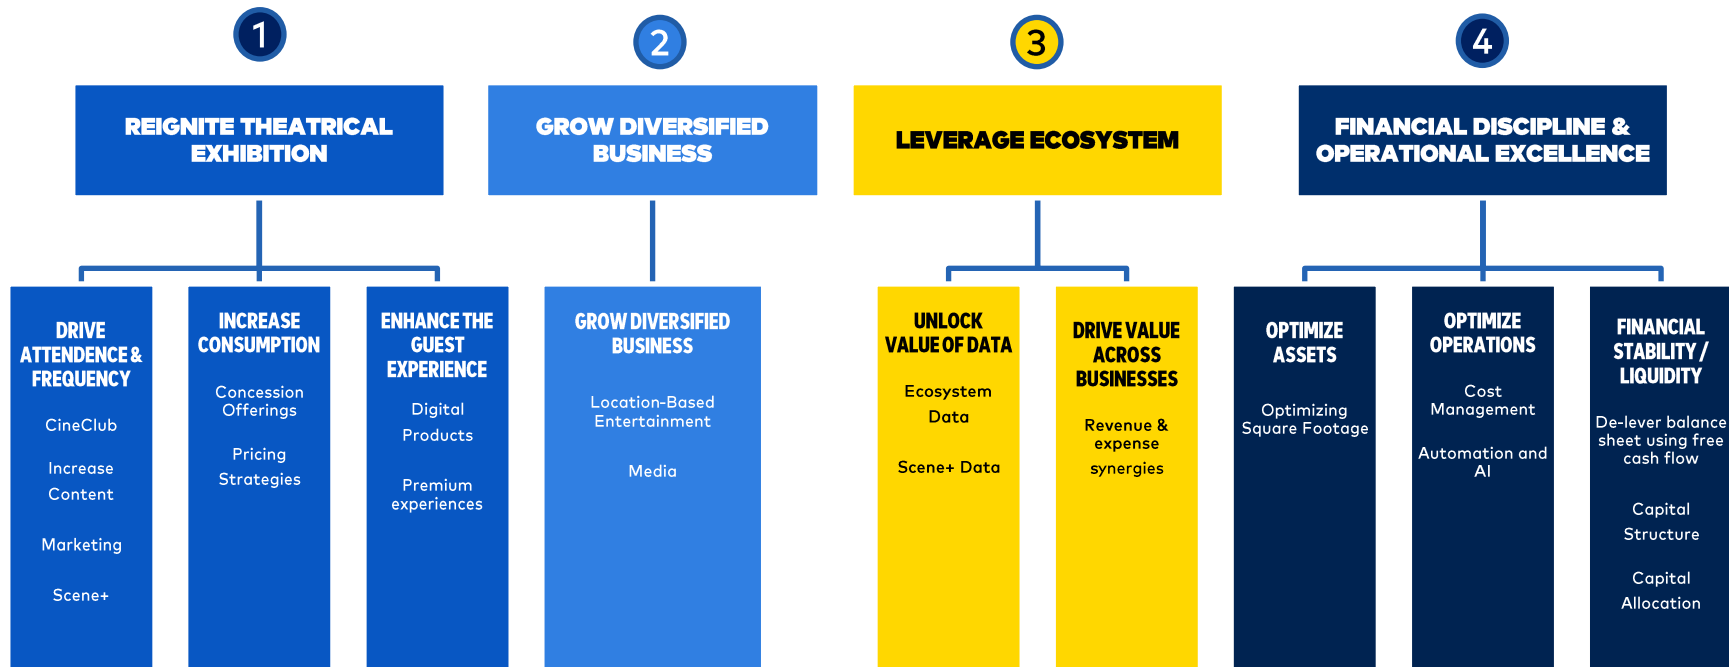 1
REIGNITE THEATRICAL
EXHIBITION
2
GROW DIVERSIFIED
BUSINESS
3
LEVERAGE ECOSYSTEM
4
FINANCIAL DISCIPLINE &
OPERATIONAL EXCELLENCE
DRIVE
ATTENDENCE &
FREQUENCY
CineClub
Increase
Content
Marketing
Scene+
INCREASE
CONSUMPTION
Concession
Offerings
Pricing
Strategies
ENHANCE THE
GUEST
EXPERIENCE
Digital
Products
Premium
experiences
GROW DIVERSIFIED
BUSINESS
Location-Based
Entertainment
Media
UNLOCK
VALUE OF DATA
Ecosystem
Data
Scene+ Data
DRIVE VALUE
ACROSS
BUSINESSES
Revenue &
expense
synergies
OPTIMIZE
ASSETS
Optimizing
Square Footage
OPTIMIZE
OPERATIONS
Cost
Management
Automation and
AI
FINANCIAL
STABILITY /
LIQUIDITY
De-lever balance
sheet using free
cash flow
Capital
Structure
Capital
Allocation